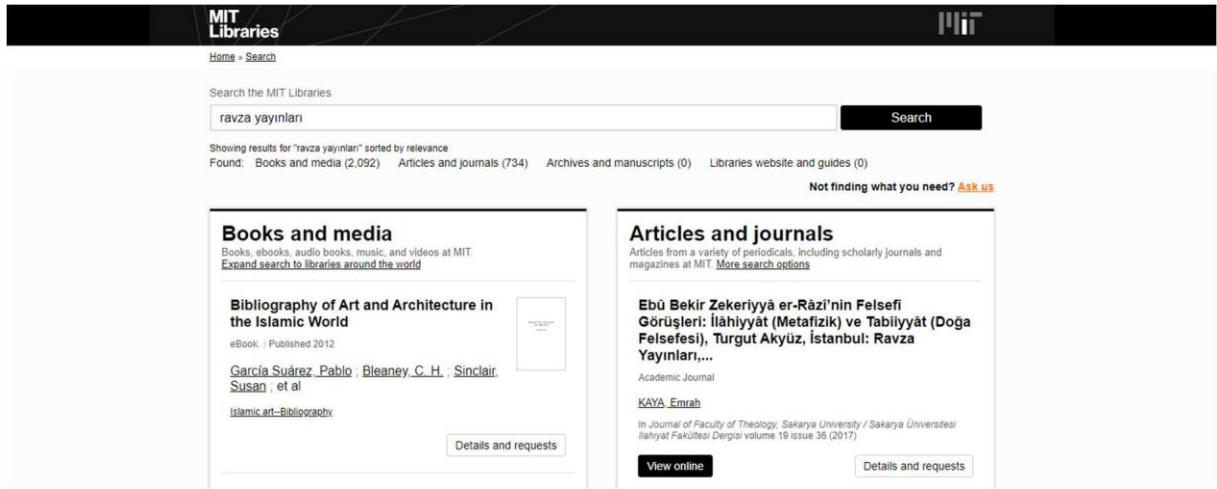 MIT
Libraries
MIT
Home » Search
Search the MIT Libraries
ravza yayınları
Search
Showing results for "ravza yayınları" sorted by relevance
Found: Books and media (2,092) Articles and journals (734) Archives and manuscripts (0) Libraries website and guides (0)
Not finding what you need? Ask us
Books and media
Books, ebooks, audio books, music, and videos at MIT.
Expand search to libraries around the world
Bibliography of Art and Architecture in
the Islamic World
eBook. | Published 2012
García Suárez, Pablo ; Bleaney, C. H. ; Sinclair,
Susan ; et al
Islamic art--Bibliography
Details and requests
Articles and journals
Articles from a variety of periodicals, including scholarly journals and
magazines at MIT. More search options
Ebû Bekir Zekeriyyâ er-Râzî'nin Felsefî
Görüşleri: İlâhiyyât (Metafizik) ve Tabiiyyât (Doğa
Felsefesi), Turgut Akyüz, İstanbul: Ravza
Yayınları,...
Academic Journal
KAYA, Emrah
In Journal of Faculty of Theology, Sakarya University / Sakarya Üniversitesi
Ilahiyat Fakültesi Dergisi volume 19 issue 36 (2017)
View online
Details and requests